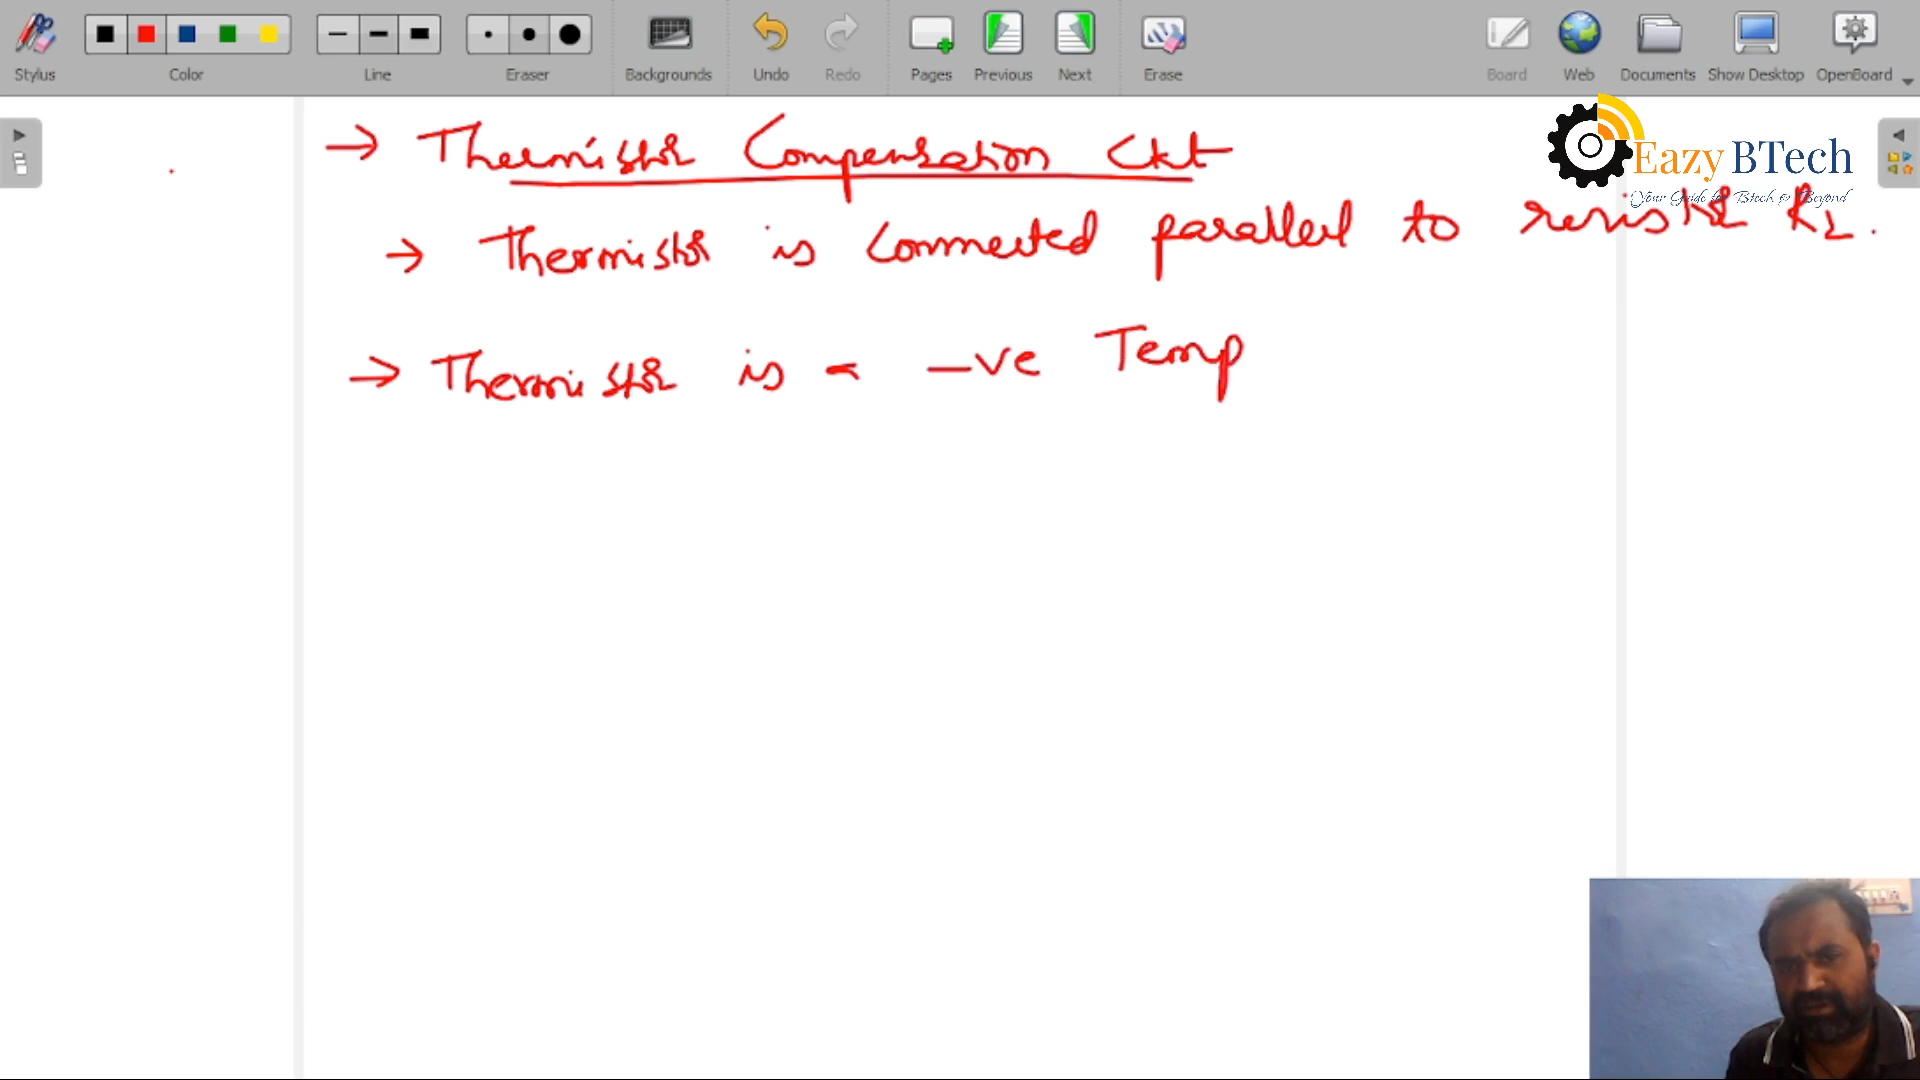 Stylus Color Line Eraser Backgrounds Undo Redo Pages Previous Next Erase Board Web Documents Show Desktop OpenBoard
Eazy BTech
Your Guide to Btech & Beyond
→ Thermistor Compensation Ckt
→ Thermistor is connected parallel to resistor R2.
→ Thermistor is a -ve Temp